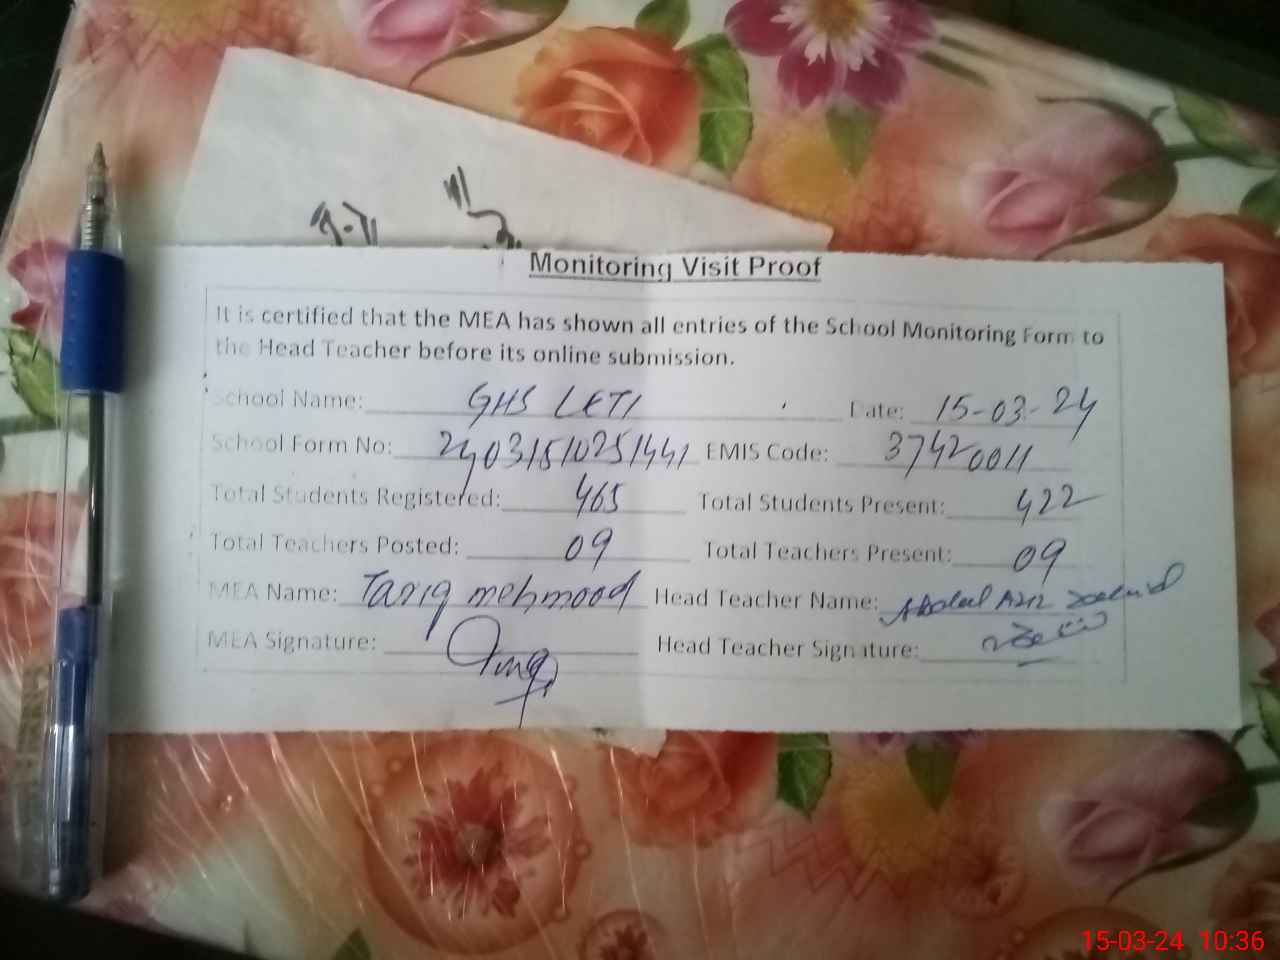 Monitoring Visit Proof
It is certified that the MEA has shown all entries of the School Monitoring Form to
the Head Teacher before its online submission.
School Name: GHS LETI Date: 15-03-24
School Form No: 24031510251441 EMIS Code: 37420011
Total Students Registered: 465 Total Students Present: 422
Total Teachers Posted: 09 Total Teachers Present: 09
MEA Name: Tariq mehmood Head Teacher Name: Abdul Aziz
MEA Signature: Head Teacher Signature:
15-03-24 10:36